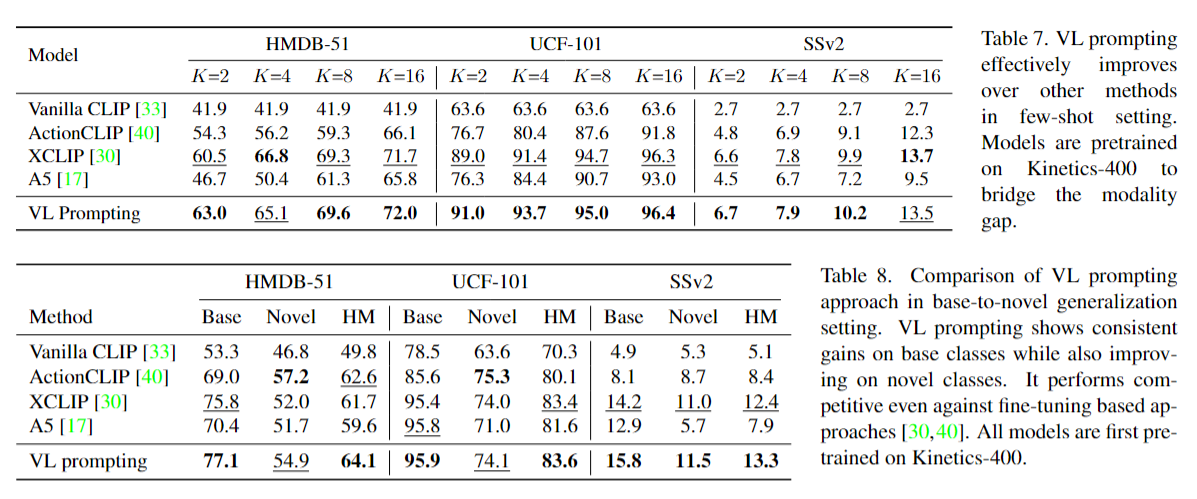 Model HMDB-51 UCF-101 SSv2
K=2 K=4 K=8 K=16 K=2 K=4 K=8 K=16 K=2 K=4 K=8 K=16
Vanilla CLIP [33] 41.9 41.9 41.9 41.9 63.6 63.6 63.6 63.6 2.7 2.7 2.7 2.7
ActionCLIP [40] 54.3 56.2 59.3 66.1 76.7 80.4 87.6 91.8 4.8 6.9 9.1 12.3
XCLIP [30] 60.5 66.8 69.3 71.7 89.0 91.4 94.7 96.3 6.6 7.8 9.9 13.7
A5 [17] 46.7 50.4 61.3 65.8 76.3 84.4 90.7 93.0 4.5 6.7 7.2 9.5
VL Prompting 63.0 65.1 69.6 72.0 91.0 93.7 95.0 96.4 6.7 7.9 10.2 13.5
Table 7. VL prompting
effectively improves
over other methods
in few-shot setting.
Models are pretrained
on Kinetics-400 to
bridge the modality
gap.
HMDB-51 UCF-101 SSv2
Method Base Novel HM Base Novel HM Base Novel HM
Vanilla CLIP [33] 53.3 46.8 49.8 78.5 63.6 70.3 4.9 5.3 5.1
ActionCLIP [40] 69.0 57.2 62.6 85.6 75.3 80.1 8.1 8.7 8.4
XCLIP [30] 75.8 52.0 61.7 95.4 74.0 83.4 14.2 11.0 12.4
A5 [17] 70.4 51.7 59.6 95.8 71.0 81.6 12.9 5.7 7.9
VL prompting 77.1 54.9 64.1 95.9 74.1 83.6 15.8 11.5 13.3
Table 8. Comparison of VL prompting
approach in base-to-novel generalization
setting. VL prompting shows consistent
gains on base classes while also improv-
ing on novel classes. It performs com-
petitive even against fine-tuning based ap-
proaches [30,40]. All models are first pre-
trained on Kinetics-400.